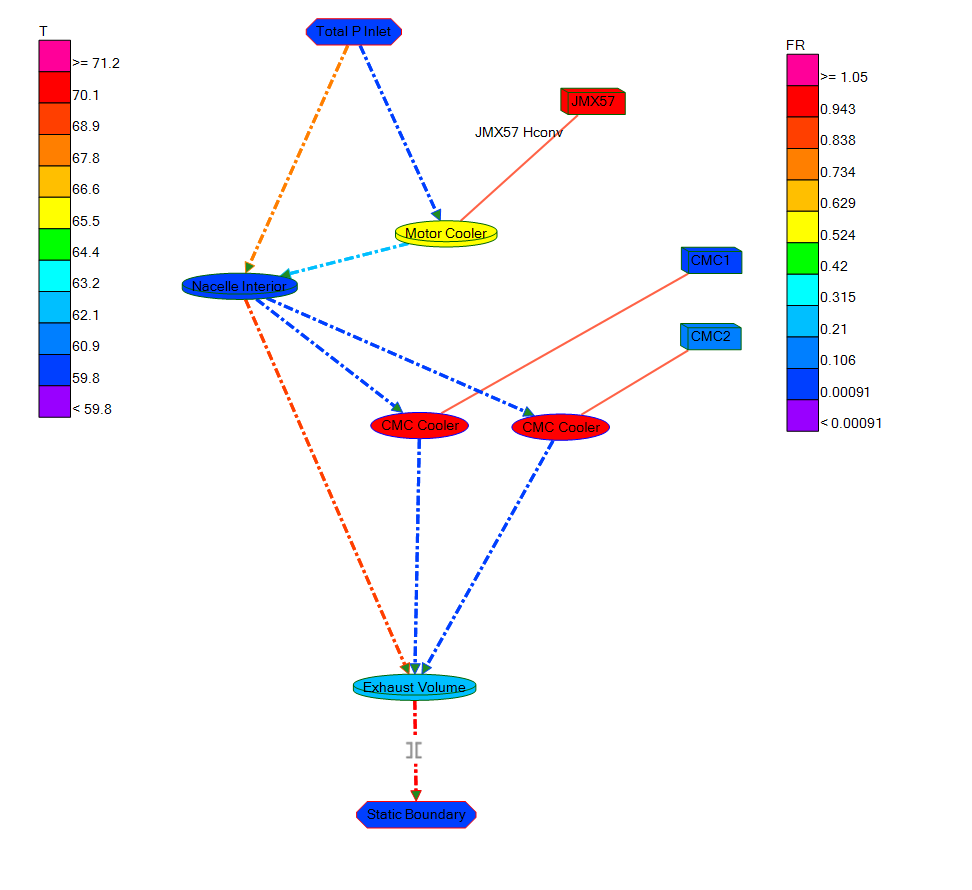 T
>= 71.2
70.1
68.9
67.8
66.6
65.5
64.4
63.2
62.1
60.9
59.8
< 59.8
Total P Inlet
JMX57
JMX57 Hconv
Motor Cooler
Nacelle Interior
CMC1
CMC2
CMC Cooler
CMC Cooler
Exhaust Volume
Static Boundary
FR
>= 1.05
0.943
0.838
0.734
0.629
0.524
0.42
0.315
0.21
0.106
0.00091
< 0.00091